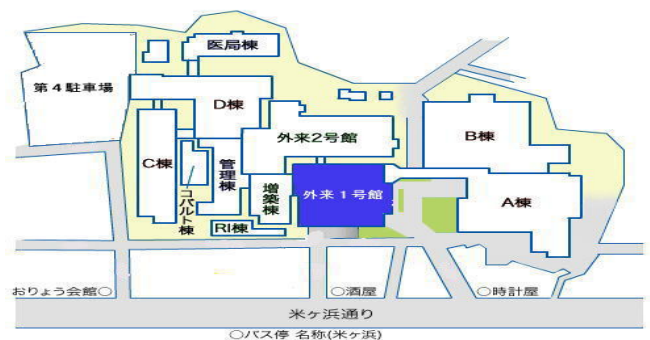 医局棟
第4駐車場
D棟
外来2号館
B棟
C棟
管理棟
コバルト棟
増築棟
外来1号館
A棟
RI棟
おりょう会館○
○酒屋
○時計屋
米ヶ浜通り
○バス停 名称(米ヶ浜)